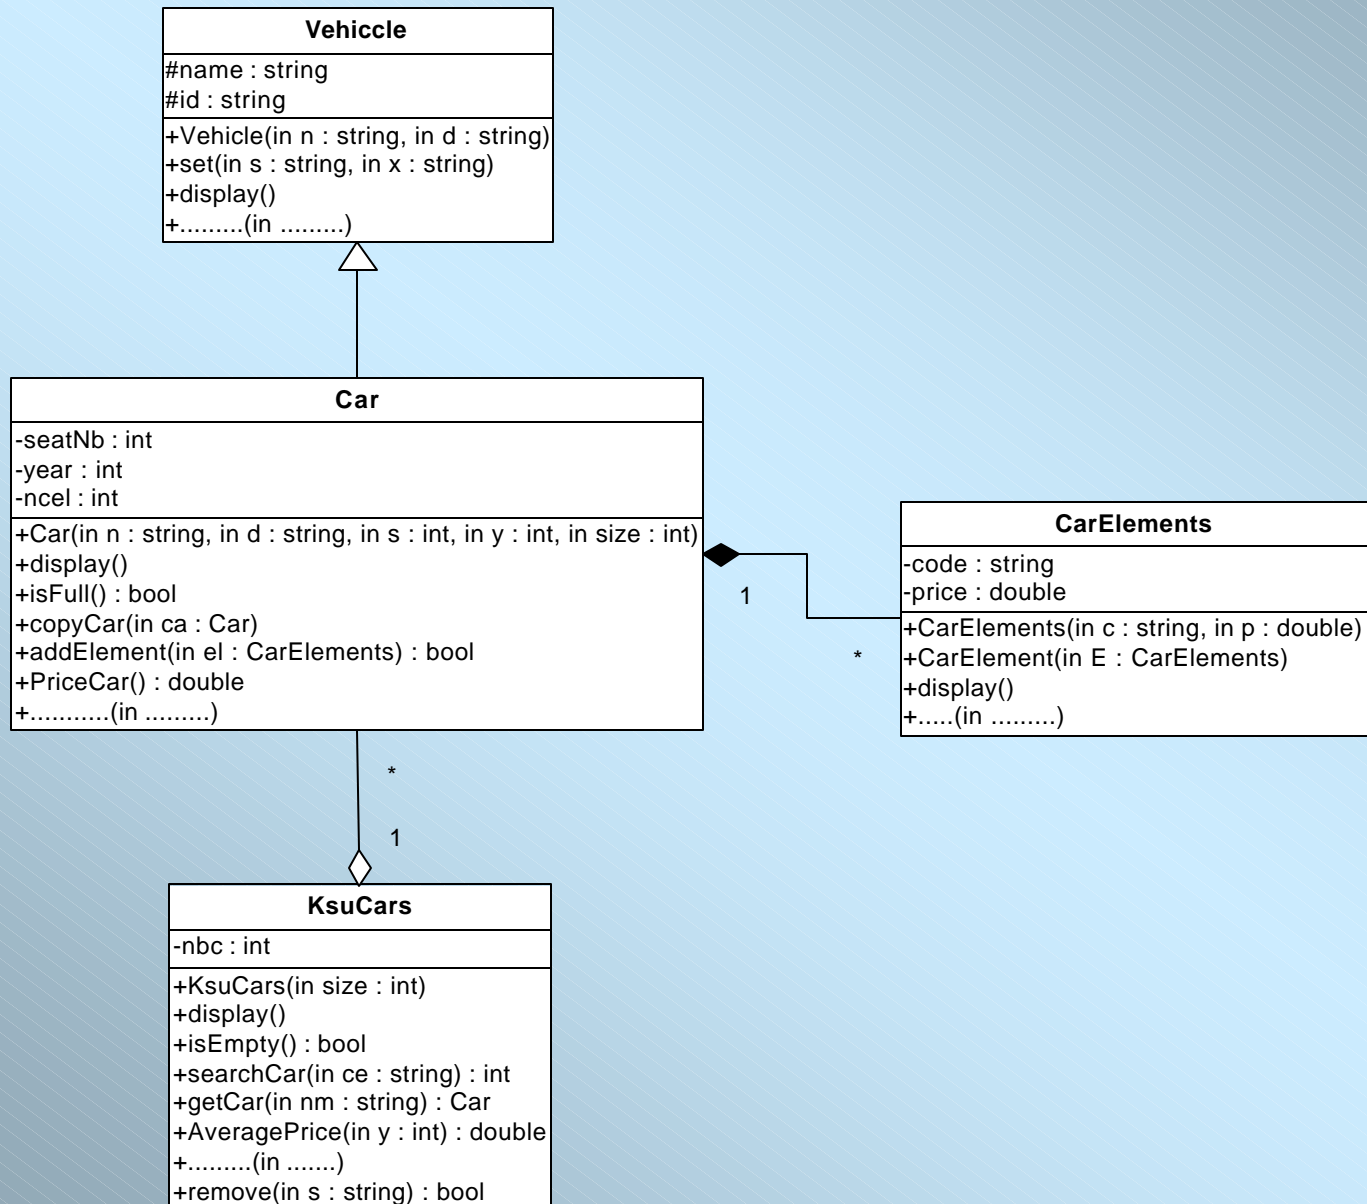 Vehiccle
#name : string
#id : string
+Vehicle(in n : string, in d : string)
+set(in s : string, in x : string)
+display()
+.........(in .........)
Car
-seatNb : int
-year : int
-ncel : int
+Car(in n : string, in d : string, in s : int, in y : int, in size : int)
+display()
+isFull() : bool
+copyCar(in ca : Car)
+addElement(in el : CarElements) : bool
+PriceCar() : double
+...........(in .........)
1
*
CarElements
-code : string
-price : double
+CarElements(in c : string, in p : double)
+CarElement(in E : CarElements)
+display()
+.....(in .........)
*
1
KsuCars
-nbc : int
+KsuCars(in size : int)
+display()
+isEmpty() : bool
+searchCar(in ce : string) : int
+getCar(in nm : string) : Car
+AveragePrice(in y : int) : double
+.........(in .......)
+remove(in s : string) : bool